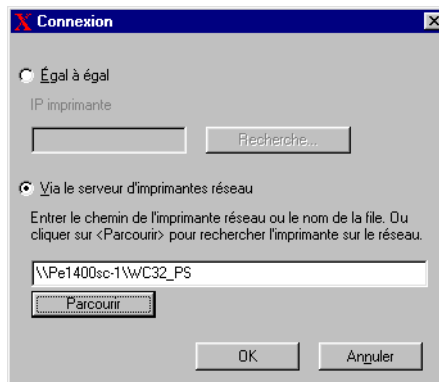 Connexion
Égal à égal
IP imprimante
Recherche...
Via le serveur d'imprimantes réseau
Entrer le chemin de l'imprimante réseau ou le nom de la file. Ou
cliquer sur <Parcourir> pour rechercher l'imprimante sur le réseau.
\\Pe1400sc-1\WC32_PS
Parcourir
OK
Annuler